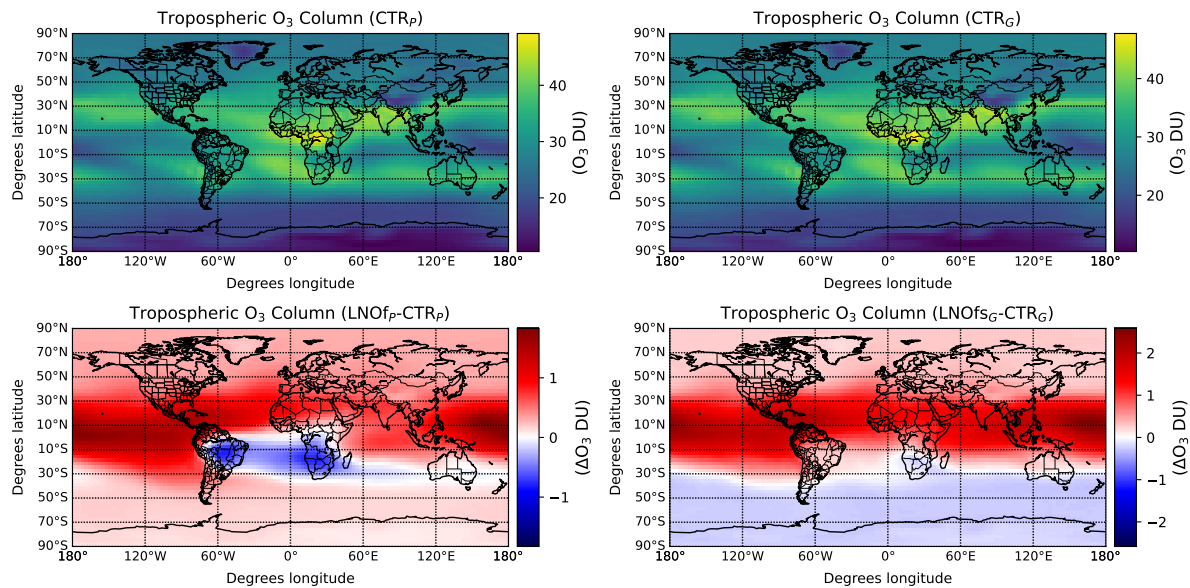 Tropospheric O₃ Column (CTR_P)
90°N
70°N
50°N
30°N
10°N
10°S
30°S
50°S
70°S
90°S
Degrees latitude
180°
120°W
60°W
0°
60°E
120°E
180°
Degrees longitude
40
30
20
(O₃ DU)
Tropospheric O₃ Column (CTR_G)
90°N
70°N
50°N
30°N
10°N
10°S
30°S
50°S
70°S
90°S
Degrees latitude
180°
120°W
60°W
0°
60°E
120°E
180°
Degrees longitude
40
30
20
(O₃ DU)
Tropospheric O₃ Column (LNOf_P-CTR_P)
90°N
70°N
50°N
30°N
10°N
10°S
30°S
50°S
70°S
90°S
Degrees latitude
180°
120°W
60°W
0°
60°E
120°E
180°
Degrees longitude
1
0
−1
(ΔO₃ DU)
Tropospheric O₃ Column (LNOfs_G-CTR_G)
90°N
70°N
50°N
30°N
10°N
10°S
30°S
50°S
70°S
90°S
Degrees latitude
180°
120°W
60°W
0°
60°E
120°E
180°
Degrees longitude
2
1
0
−1
−2
(ΔO₃ DU)